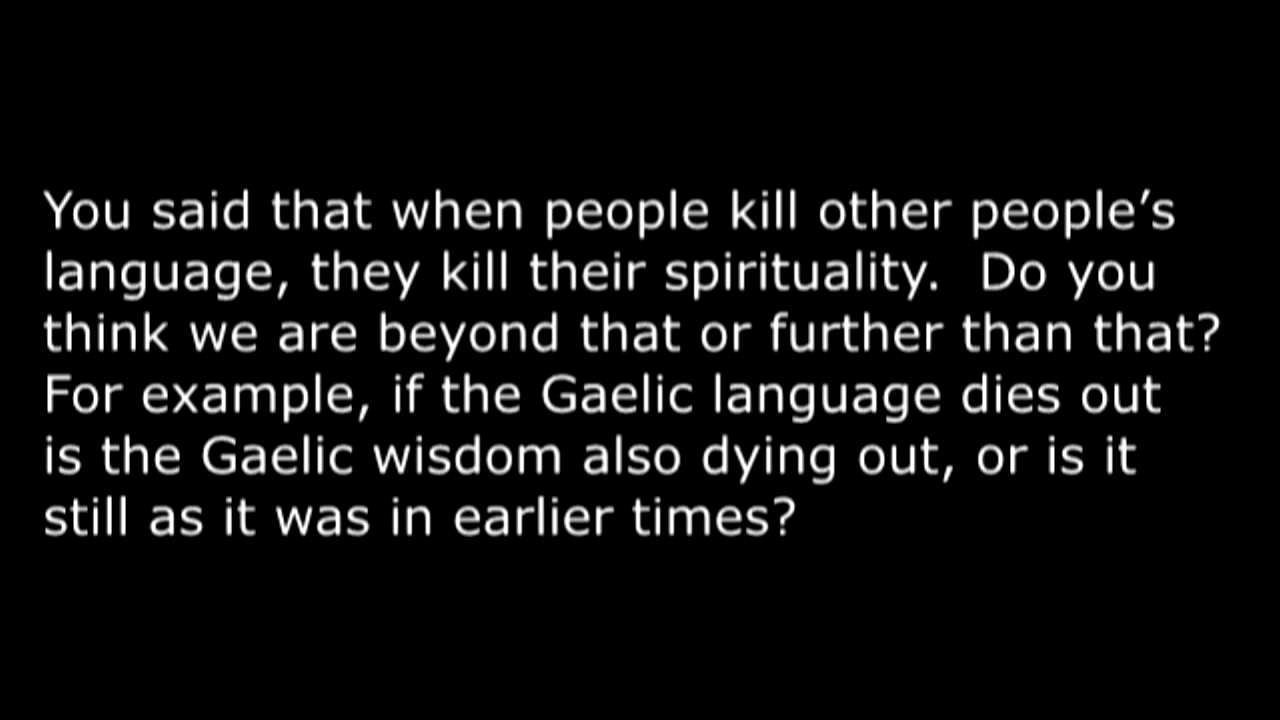 You said that when people kill other people’s
language, they kill their spirituality.  Do you
think we are beyond that or further than that?
For example, if the Gaelic language dies out
is the Gaelic wisdom also dying out, or is it
still as it was in earlier times?